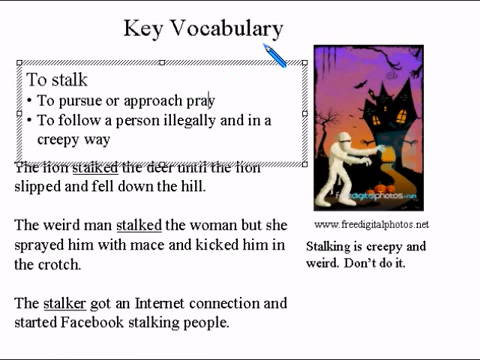 Key Vocabulary
To stalk
• To pursue or approach pray
• To follow a person illegally and in a
creepy way
The lion stalked the deer until the lion
slipped and fell down the hill.
The weird man stalked the woman but she
sprayed him with mace and kicked him in
the crotch.
The stalker got an Internet connection and
started Facebook stalking people.
www.freedigitalphotos.net
Stalking is creepy and
weird. Don't do it.